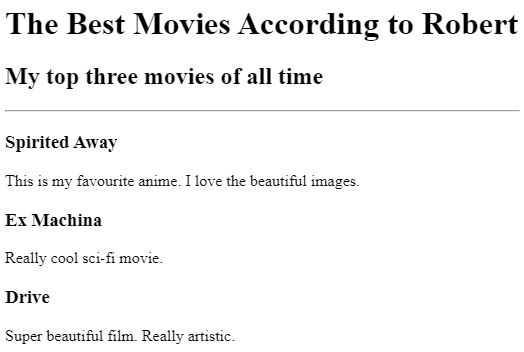 The Best Movies According to Robert
My top three movies of all time
Spirited Away
This is my favourite anime. I love the beautiful images.
Ex Machina
Really cool sci-fi movie.
Drive
Super beautiful film. Really artistic.